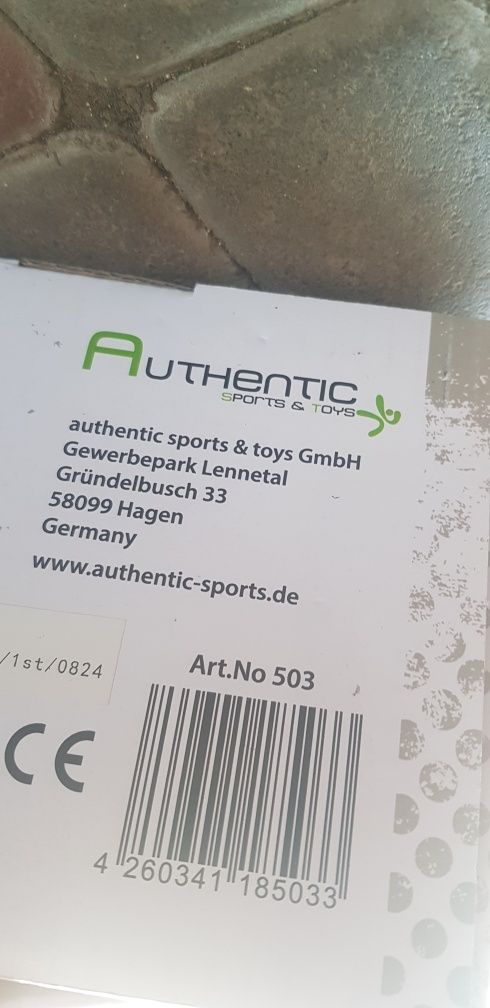 AUTHENTIC
SPORTS & TOYS
authentic sports & toys GmbH
Gewerbepark Lennetal
Gründelbusch 33
58099 Hagen
Germany
www.authentic-sports.de
/1st/0824
Art.No 503
CE
4 260341 185033